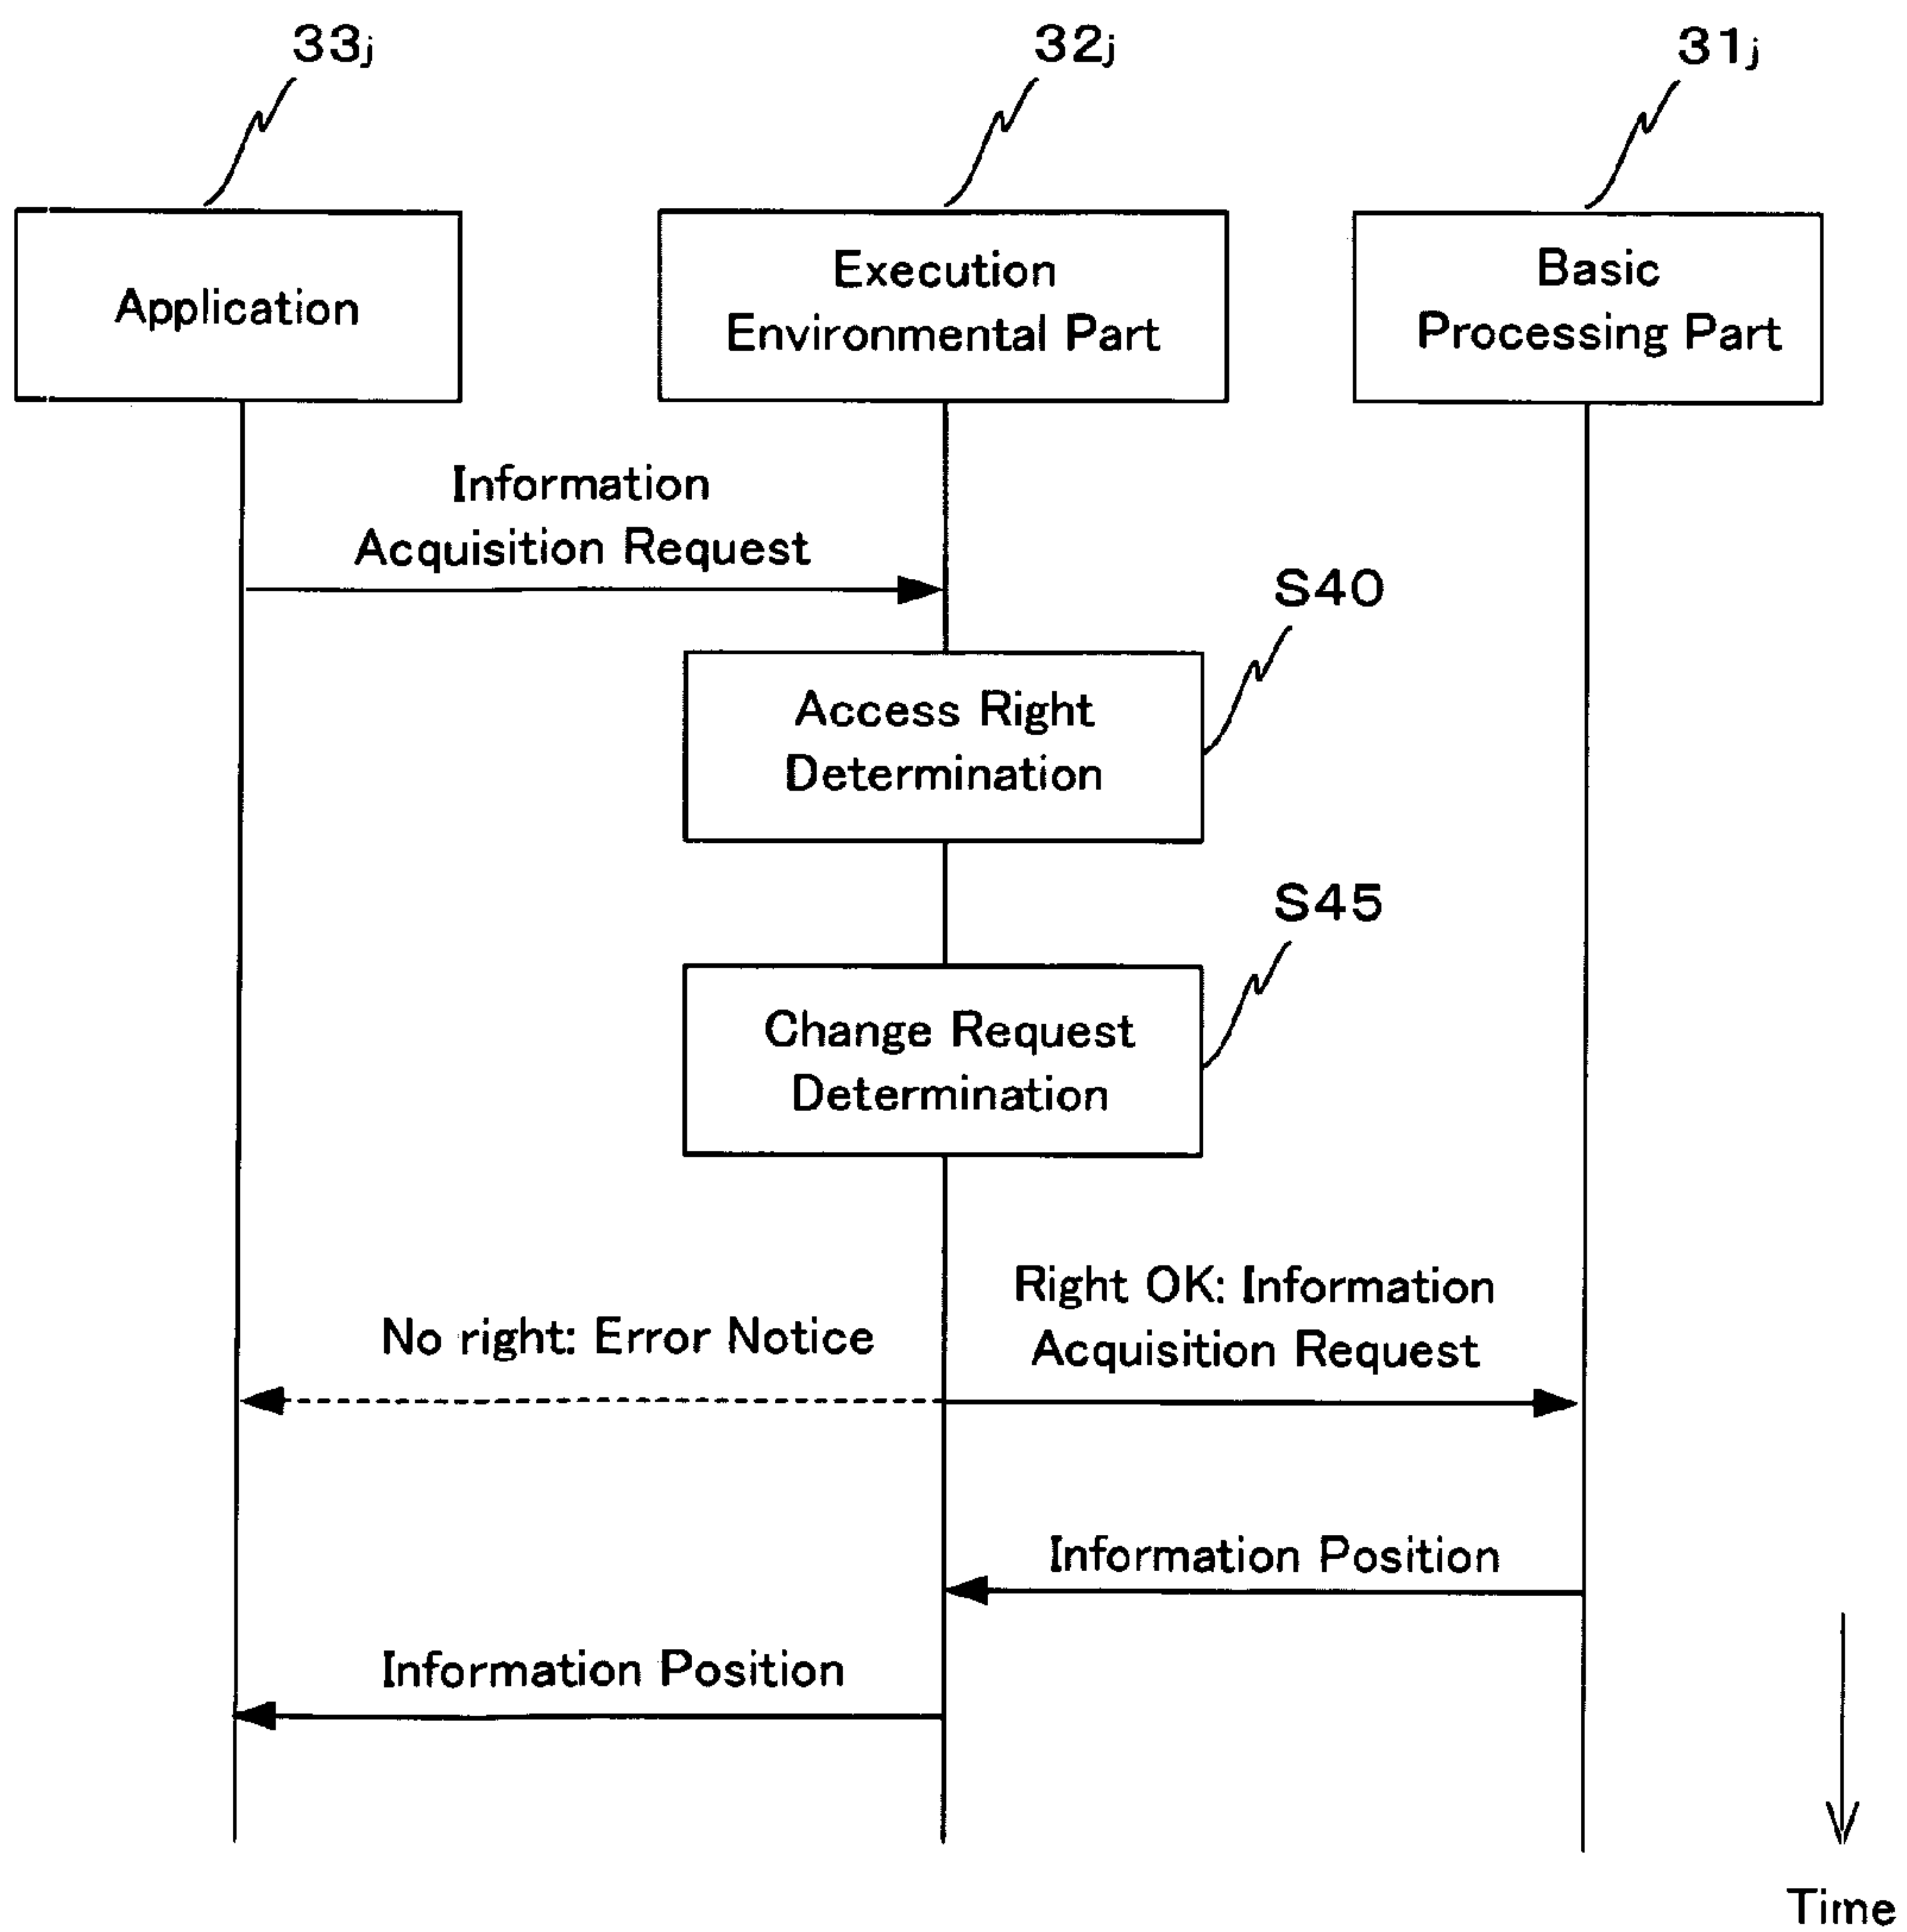 33j
32j
31j
Application
Execution
Environmental Part
Basic
Processing Part
Information
Acquisition Request
S40
Access Right
Determination
S45
Change Request
Determination
Right OK: Information
Acquisition Request
No right: Error Notice
Information Position
Information Position
Time